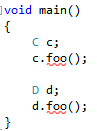 void main()
{
C c;
c.foo();
D d;
d.foo();
}